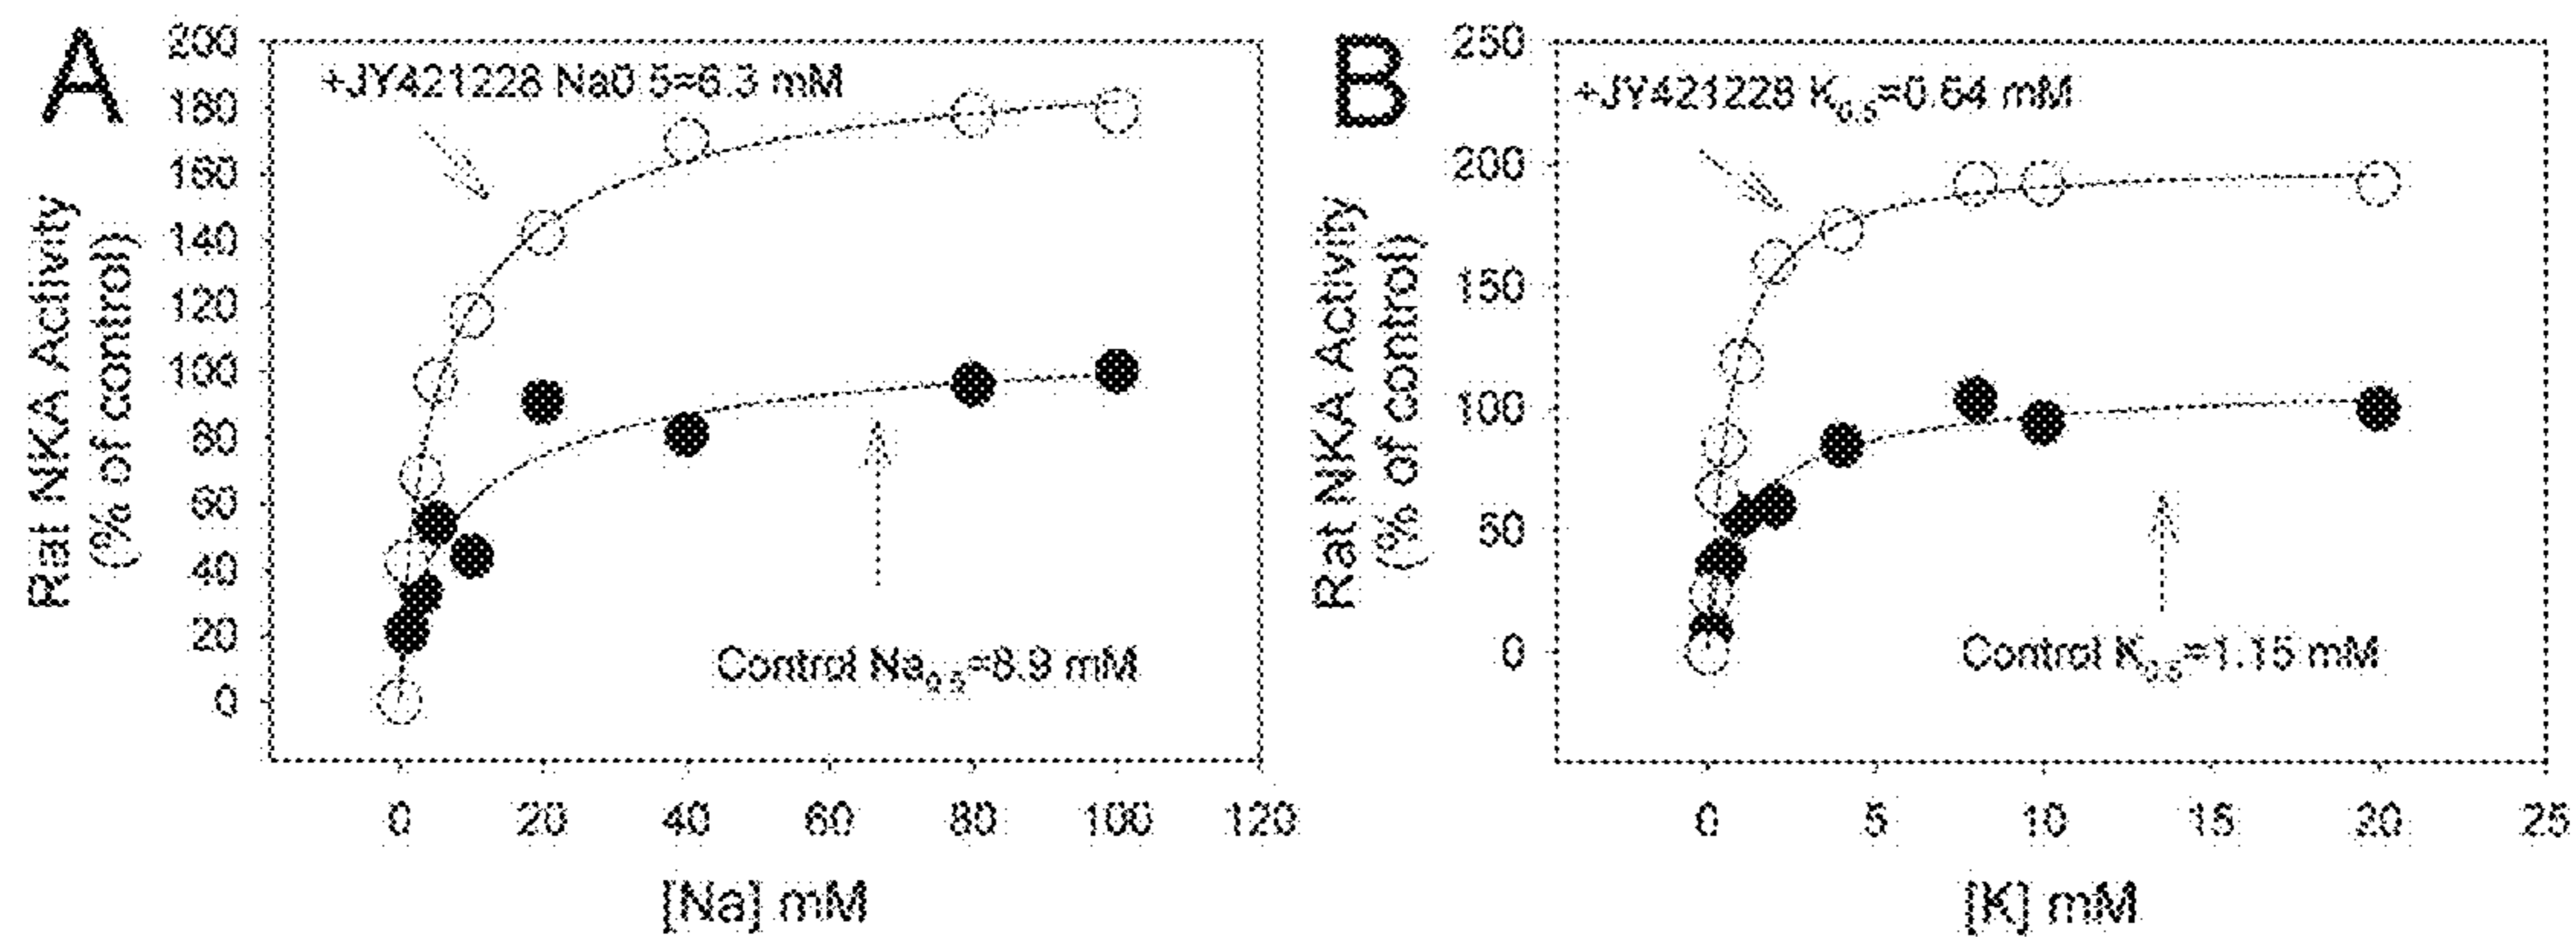 A
200
180
160
140
120
100
80
60
40
20
0
Rat NKA Activity
(% of control)
+JY421228 Na0 5=6.3 mM
Control Na0.5=8.9 mM
0 20 40 60 80 100 120
[Na] mM
B
250
200
150
100
50
0
Rat NKA Activity
(% of control)
+JY421228 K0.5=0.64 mM
Control K0.5=1.15 mM
0 5 10 15 20 25
[K] mM